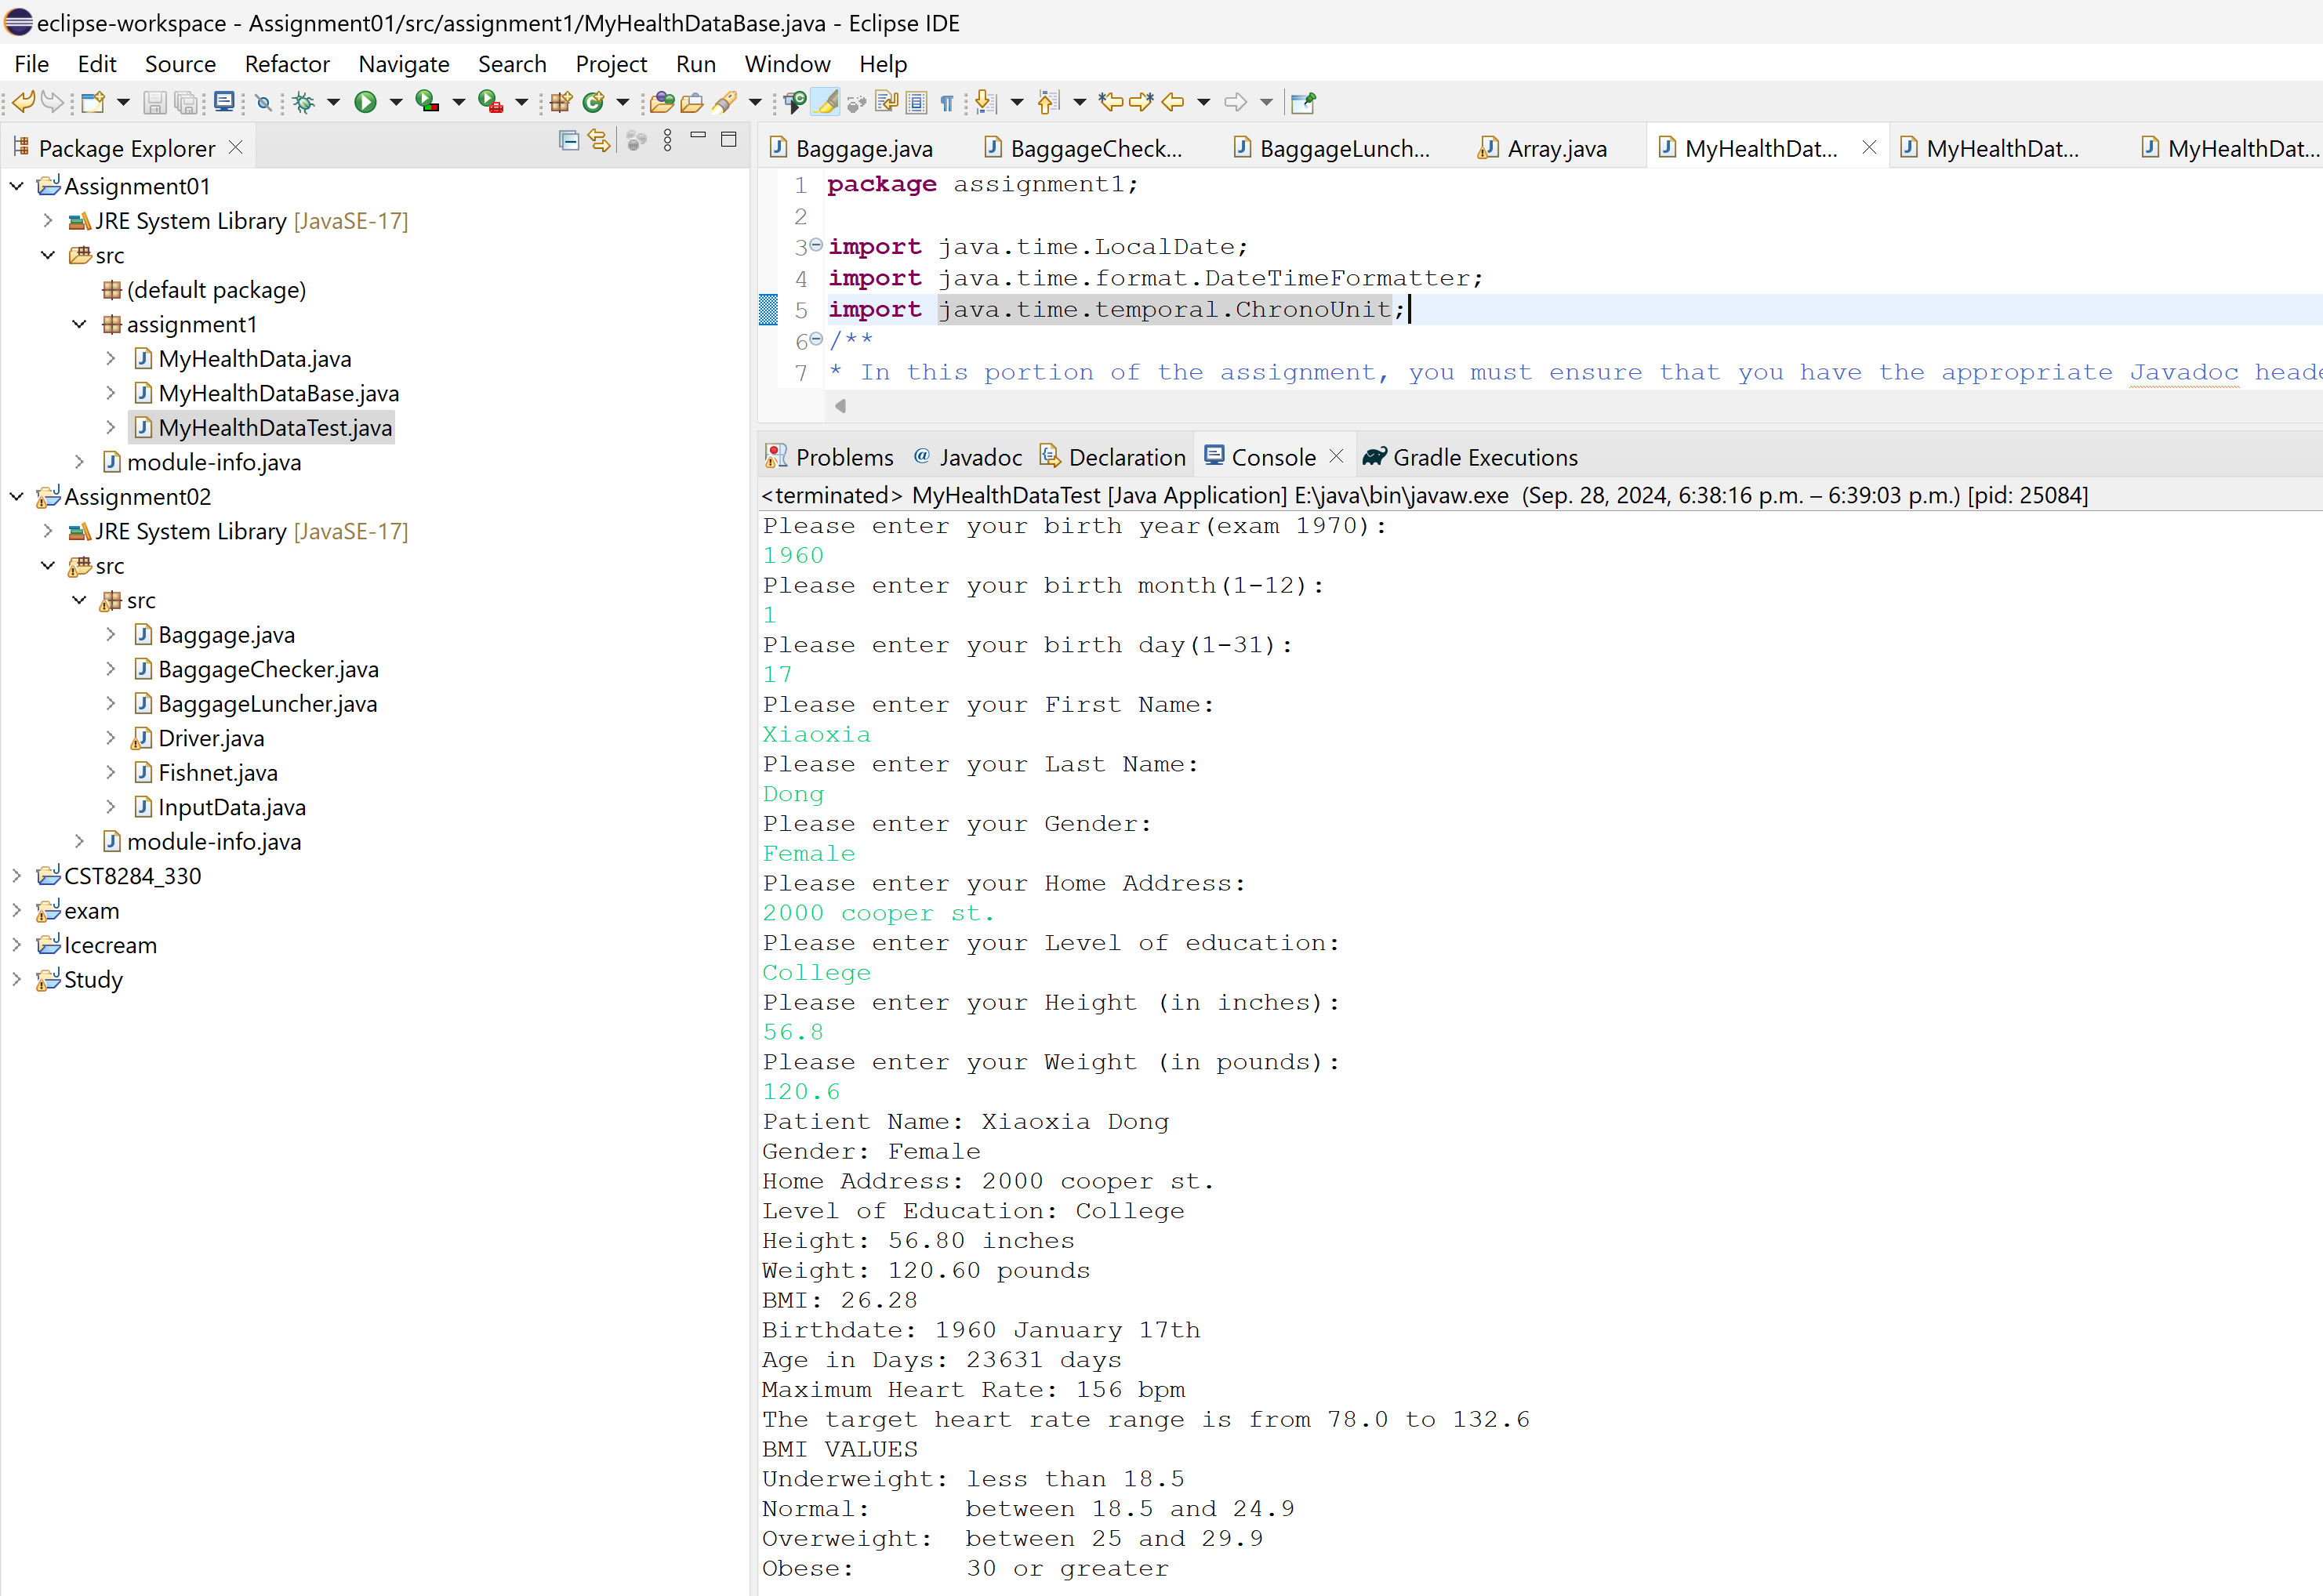 eclipse-workspace - Assignment01/src/assignment1/MyHealthDataBase.java - Eclipse IDE
File Edit Source Refactor Navigate Search Project Run Window Help
Package Explorer
Assignment01
JRE System Library [JavaSE-17]
src
(default package)
assignment1
MyHealthData.java
MyHealthDataBase.java
MyHealthDataTest.java
module-info.java
Assignment02
JRE System Library [JavaSE-17]
src
src
Baggage.java
BaggageChecker.java
BaggageLuncher.java
Driver.java
Fishnet.java
InputData.java
module-info.java
CST8284_330
exam
Icecream
Study
Baggage.java BaggageCheck... BaggageLunch... Array.java MyHealthDat... MyHealthDat... MyHealthDat...
1 package assignment1;
2
3 import java.time.LocalDate;
4 import java.time.format.DateTimeFormatter;
5 import java.time.temporal.ChronoUnit;
6 /**
7 * In this portion of the assignment, you must ensure that you have the appropriate Javadoc heade
Problems @ Javadoc Declaration Console Gradle Executions
<terminated> MyHealthDataTest [Java Application] E:\java\bin\javaw.exe (Sep. 28, 2024, 6:38:16 p.m. – 6:39:03 p.m.) [pid: 25084]
Please enter your birth year(exam 1970):
1960
Please enter your birth month(1-12):
1
Please enter your birth day(1-31):
17
Please enter your First Name:
Xiaoxia
Please enter your Last Name:
Dong
Please enter your Gender:
Female
Please enter your Home Address:
2000 cooper st.
Please enter your Level of education:
College
Please enter your Height (in inches):
56.8
Please enter your Weight (in pounds):
120.6
Patient Name: Xiaoxia Dong
Gender: Female
Home Address: 2000 cooper st.
Level of Education: College
Height: 56.80 inches
Weight: 120.60 pounds
BMI: 26.28
Birthdate: 1960 January 17th
Age in Days: 23631 days
Maximum Heart Rate: 156 bpm
The target heart rate range is from 78.0 to 132.6
BMI VALUES
Underweight: less than 18.5
Normal:      between 18.5 and 24.9
Overweight:  between 25 and 29.9
Obese:       30 or greater